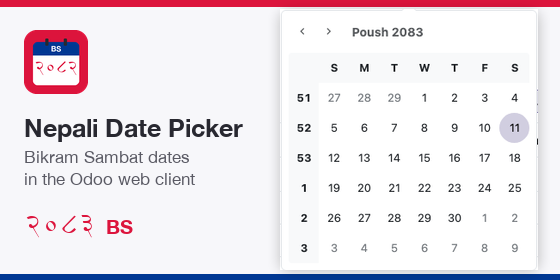 BS
२०८३
Nepali Date Picker
Bikram Sambat dates
in the Odoo web client
२०८३ BS
‹ › Poush 2083
S M T W T F S
51 27 28 29 1 2 3 4
52 5 6 7 8 9 10 11
53 12 13 14 15 16 17 18
1 19 20 21 22 23 24 25
2 26 27 28 29 30 1 2
3 3 4 5 6 7 8 9